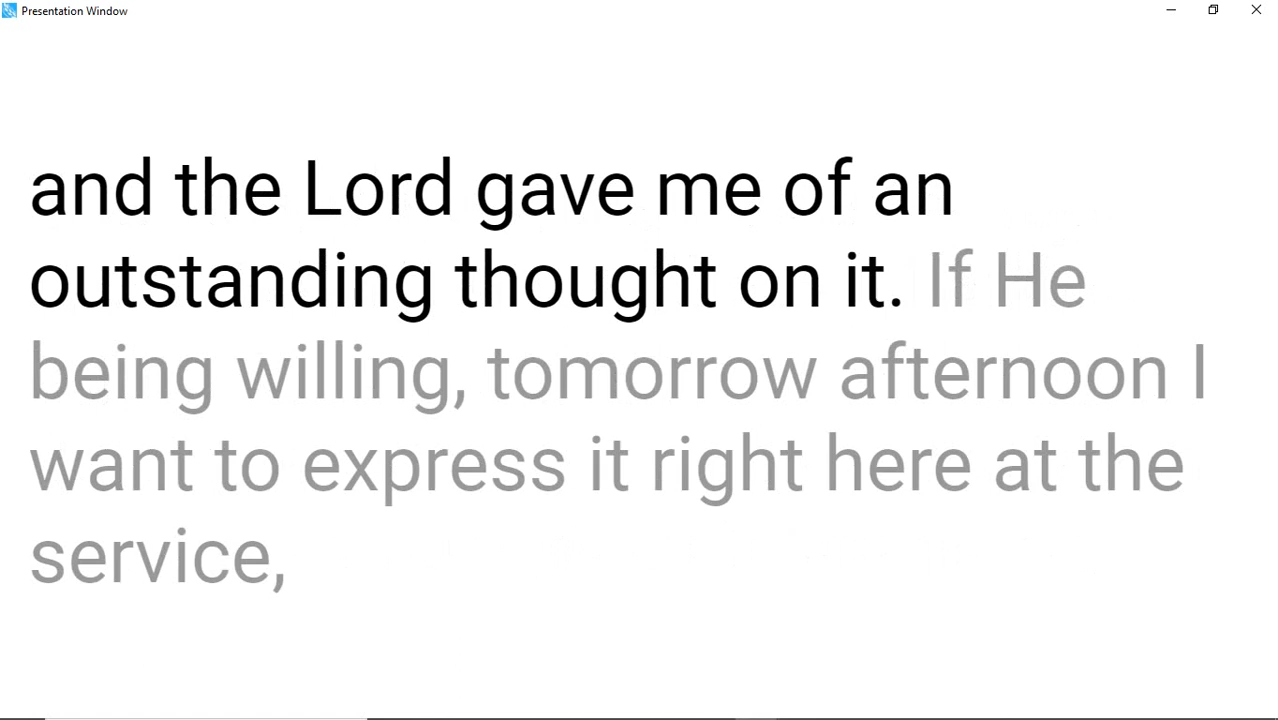 Presentation Window
and the Lord gave me of an
outstanding thought on it. If He
being willing, tomorrow afternoon I
want to express it right here at the
service,